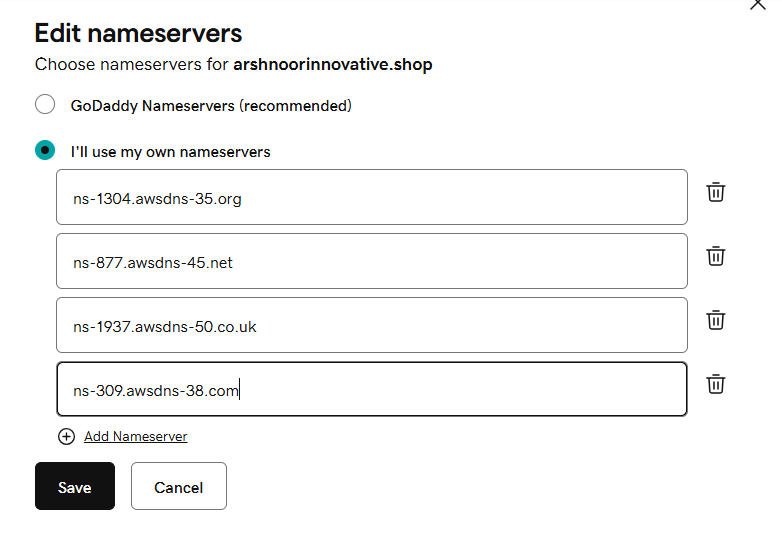 Edit nameservers
Choose nameservers for arshnoorinnovative.shop
GoDaddy Nameservers (recommended)
I'll use my own nameservers
ns-1304.awsdns-35.org
ns-877.awsdns-45.net
ns-1937.awsdns-50.co.uk
ns-309.awsdns-38.com
Add Nameserver
Save Cancel